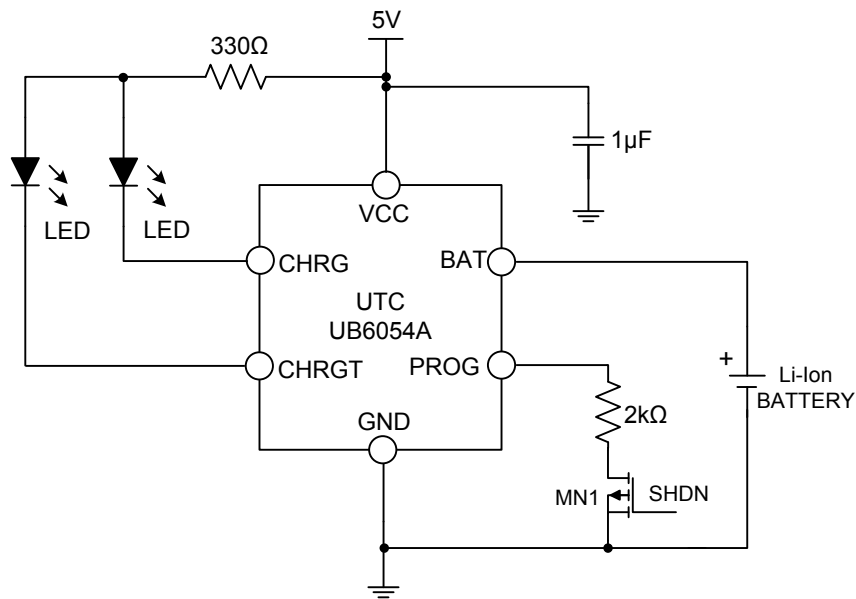 5V
330Ω
1µF
LED
LED
VCC
CHRG
BAT
UTC
UB6054A
CHRGT
PROG
GND
2kΩ
MN1
SHDN
+
Li-Ion
BATTERY